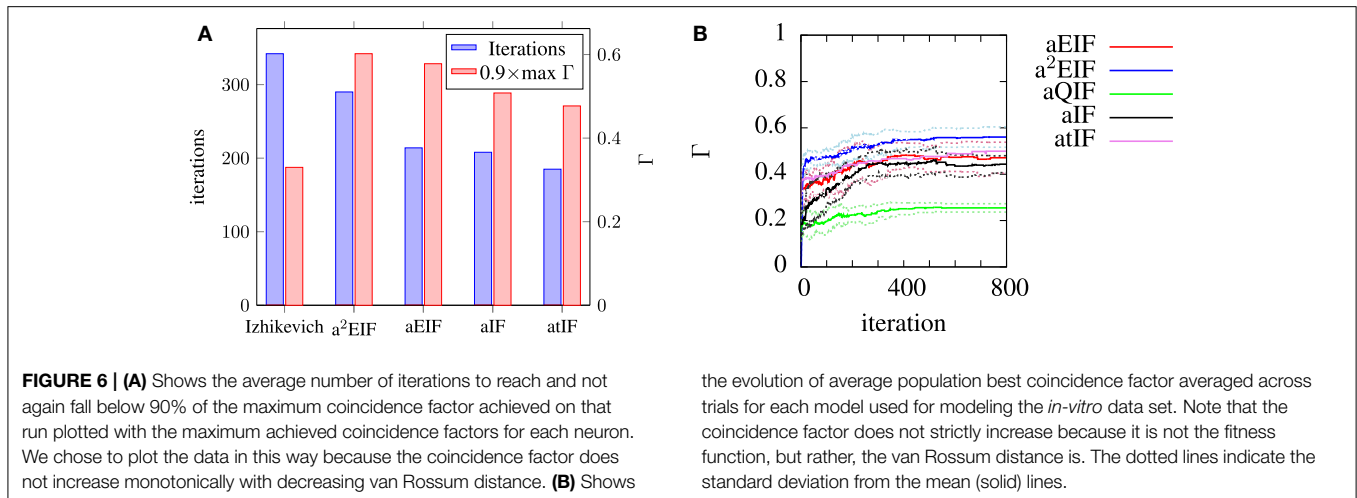 A
Iterations
0.9×max Γ
iterations
0
100
200
300
0
0.2
0.4
0.6
Γ
Izhikevich
a²EIF
aEIF
aIF
atIF
B
aEIF
a²EIF
aQIF
aIF
atIF
Γ
1
0.8
0.6
0.4
0.2
0
0
400
800
iteration
FIGURE 6 | (A) Shows the average number of iterations to reach and not
again fall below 90% of the maximum coincidence factor achieved on that
run plotted with the maximum achieved coincidence factors for each neuron.
We chose to plot the data in this way because the coincidence factor does
not increase monotonically with decreasing van Rossum distance. (B) Shows
the evolution of average population best coincidence factor averaged across
trials for each model used for modeling the in-vitro data set. Note that the
coincidence factor does not strictly increase because it is not the fitness
function, but rather, the van Rossum distance is. The dotted lines indicate the
standard deviation from the mean (solid) lines.